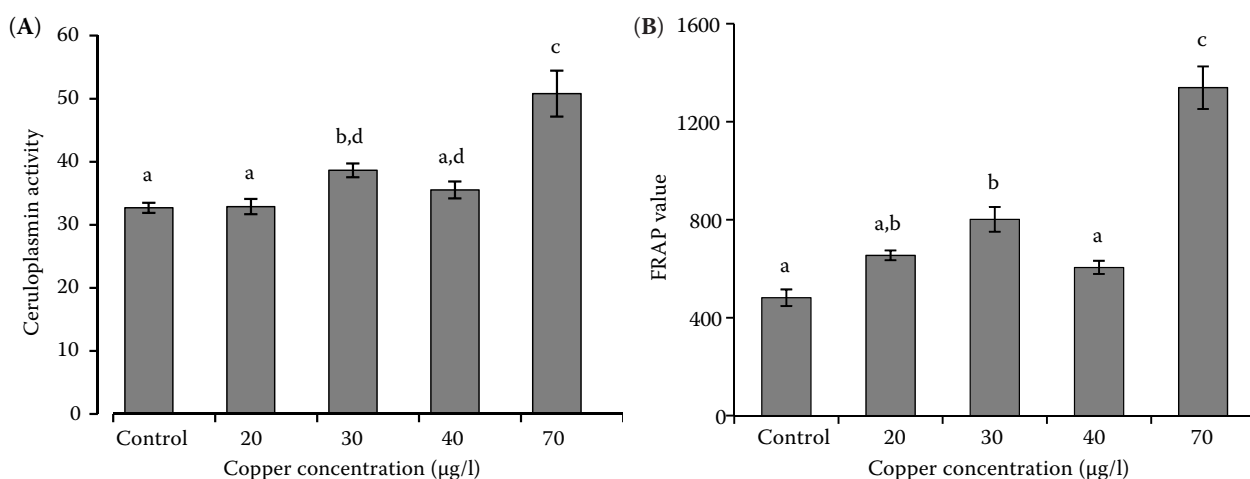 (A)
60
50
40
30
20
10
0
Ceruloplasmin activity
a
a
b,d
a,d
c
Control 20 30 40 70
Copper concentration (µg/l)
(B)
1600
1200
800
400
0
FRAP value
a
a,b
b
a
c
Control 20 30 40 70
Copper concentration (µg/l)